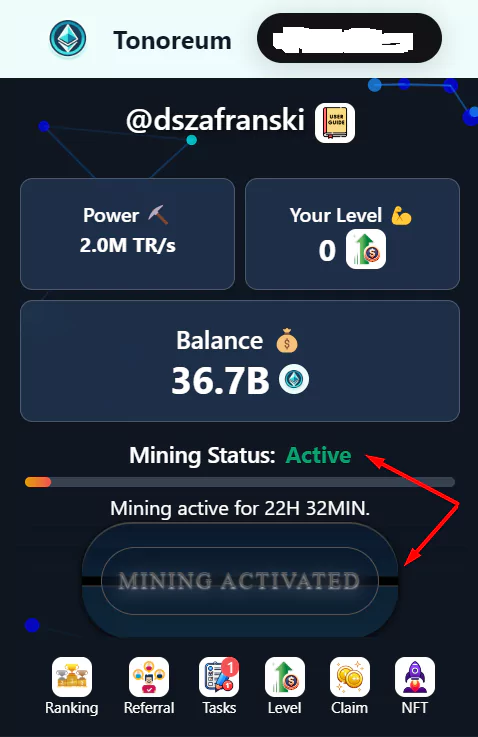 Tonoreum
@dszafranski
USER
GUIDE
Power
2.0M TR/s
Your Level
0
Balance
36.7B
Mining Status: Active
Mining active for 22H 32MIN.
MINING ACTIVATED
1
Ranking
Referral
Tasks
Level
Claim
NFT